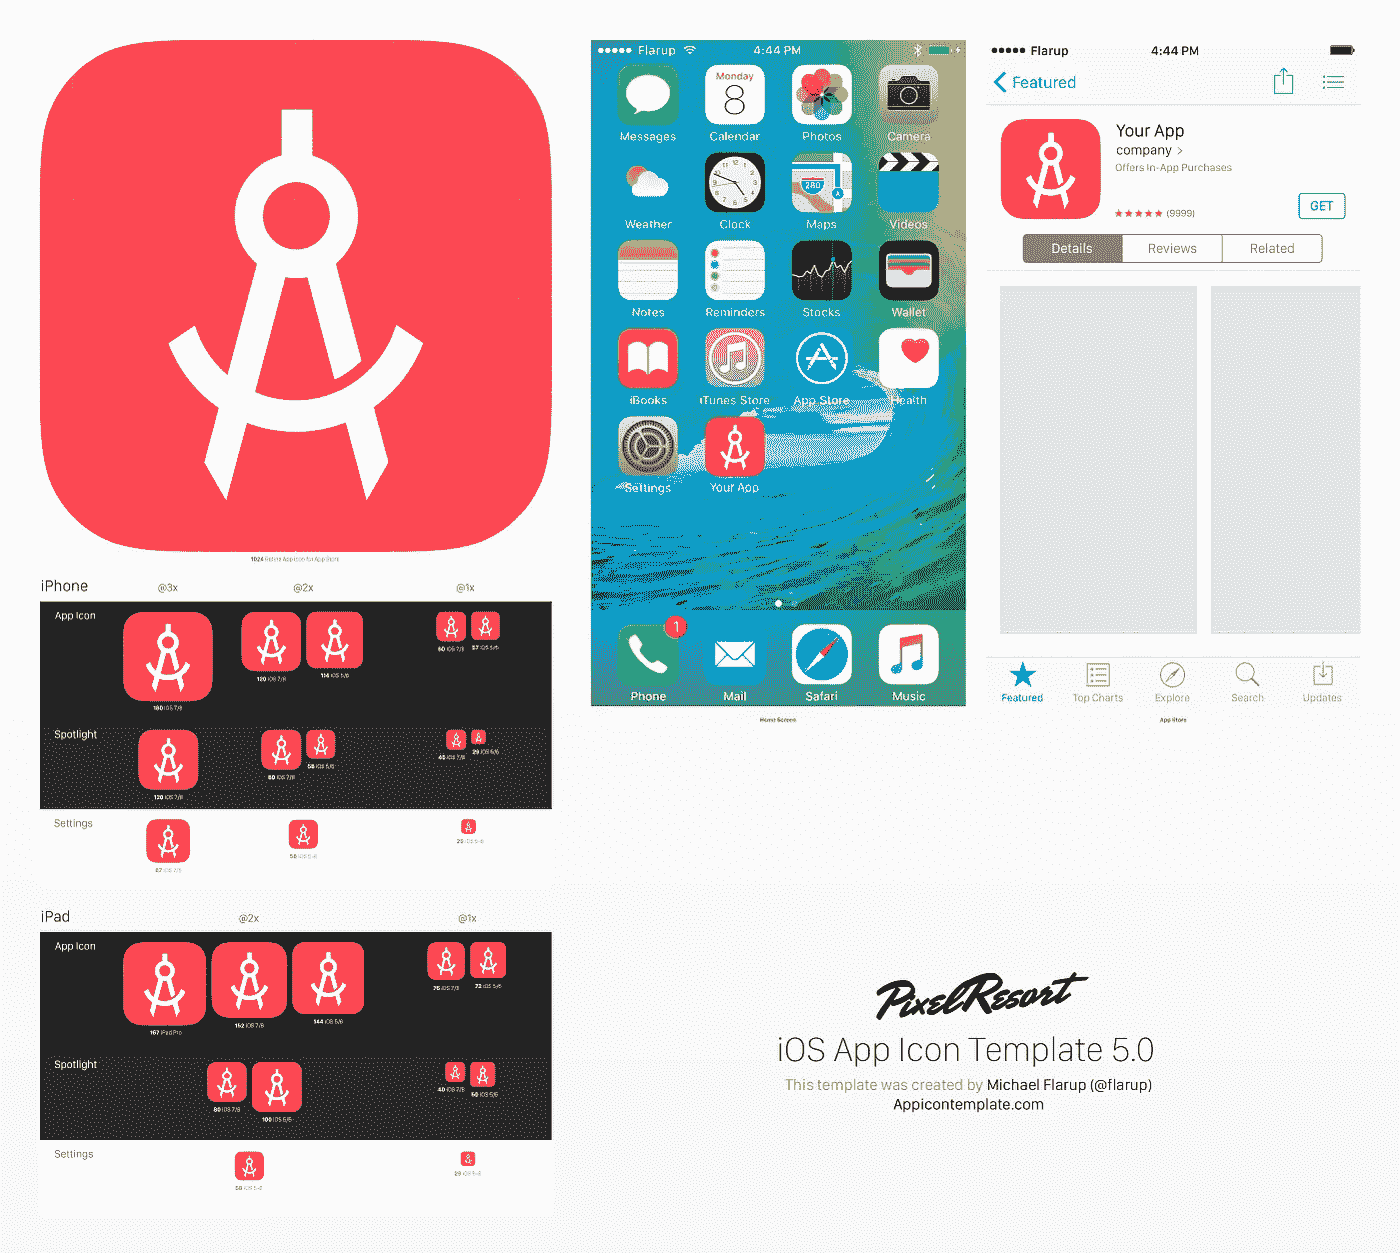 1024 Retina App Icon for App Store
iPhone @3x @2x @1x
App Icon
180 iOS 7/8
120 iOS 7/8
114 iOS 5/6
60 iOS 7/8
57 iOS 5/6
Spotlight
120 iOS 7/8
80 iOS 7/8
58 iOS 5/6
40 iOS 7/8
29 iOS 5/6
Settings
87 iOS 7/8
58 iOS 5-8
29 iOS 5-8
iPad @2x @1x
App Icon
167 iPad Pro
152 iOS 7/8
144 iOS 5/6
76 iOS 7/8
72 iOS 5/6
Spotlight
80 iOS 7/8
100 iOS 5/6
40 iOS 7/8
50 iOS 5/6
Settings
58 iOS 5-8
29 iOS 5-8
Flarup 4:44 PM
Monday
8
Messages Calendar Photos Camera
280
A
Weather Clock Maps Videos
Notes Reminders Stocks Wallet
iBooks iTunes Store App Store Health
Settings Your App
1
Phone Mail Safari Music
Home Screen
Flarup 4:44 PM
Featured
Your App
company
Offers In-App Purchases
(9999)
GET
Details Reviews Related
Featured Top Charts Explore Search Updates
App Store
PixelResort
iOS App Icon Template 5.0
This template was created by Michael Flarup (@flarup)
Appicontemplate.com